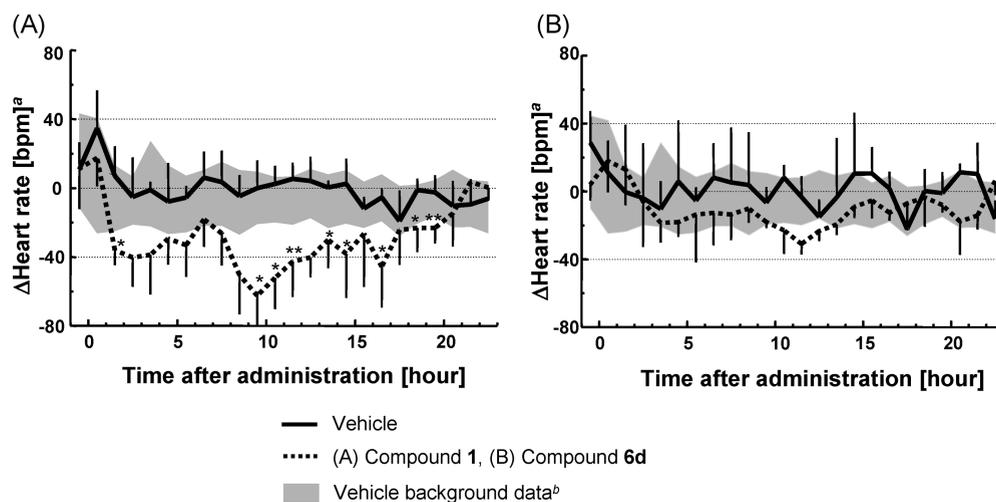 (A)
(B)
ΔHeart rate [bpm]a
80
40
0
-40
-80
* * * ** * * * * **
0 5 10 15 20
Time after administration [hour]
ΔHeart rate [bpm]a
80
40
0
-40
-80
0 5 10 15 20
Time after administration [hour]
Vehicle
(A) Compound 1, (B) Compound 6d
Vehicle background datab